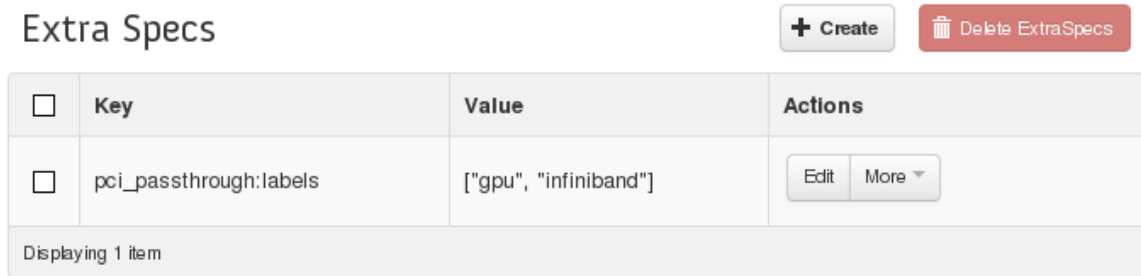 Extra Specs
+ Create
Delete ExtraSpecs
Key Value Actions
pci_passthrough:labels ["gpu", "infiniband"] Edit More
Displaying 1 item